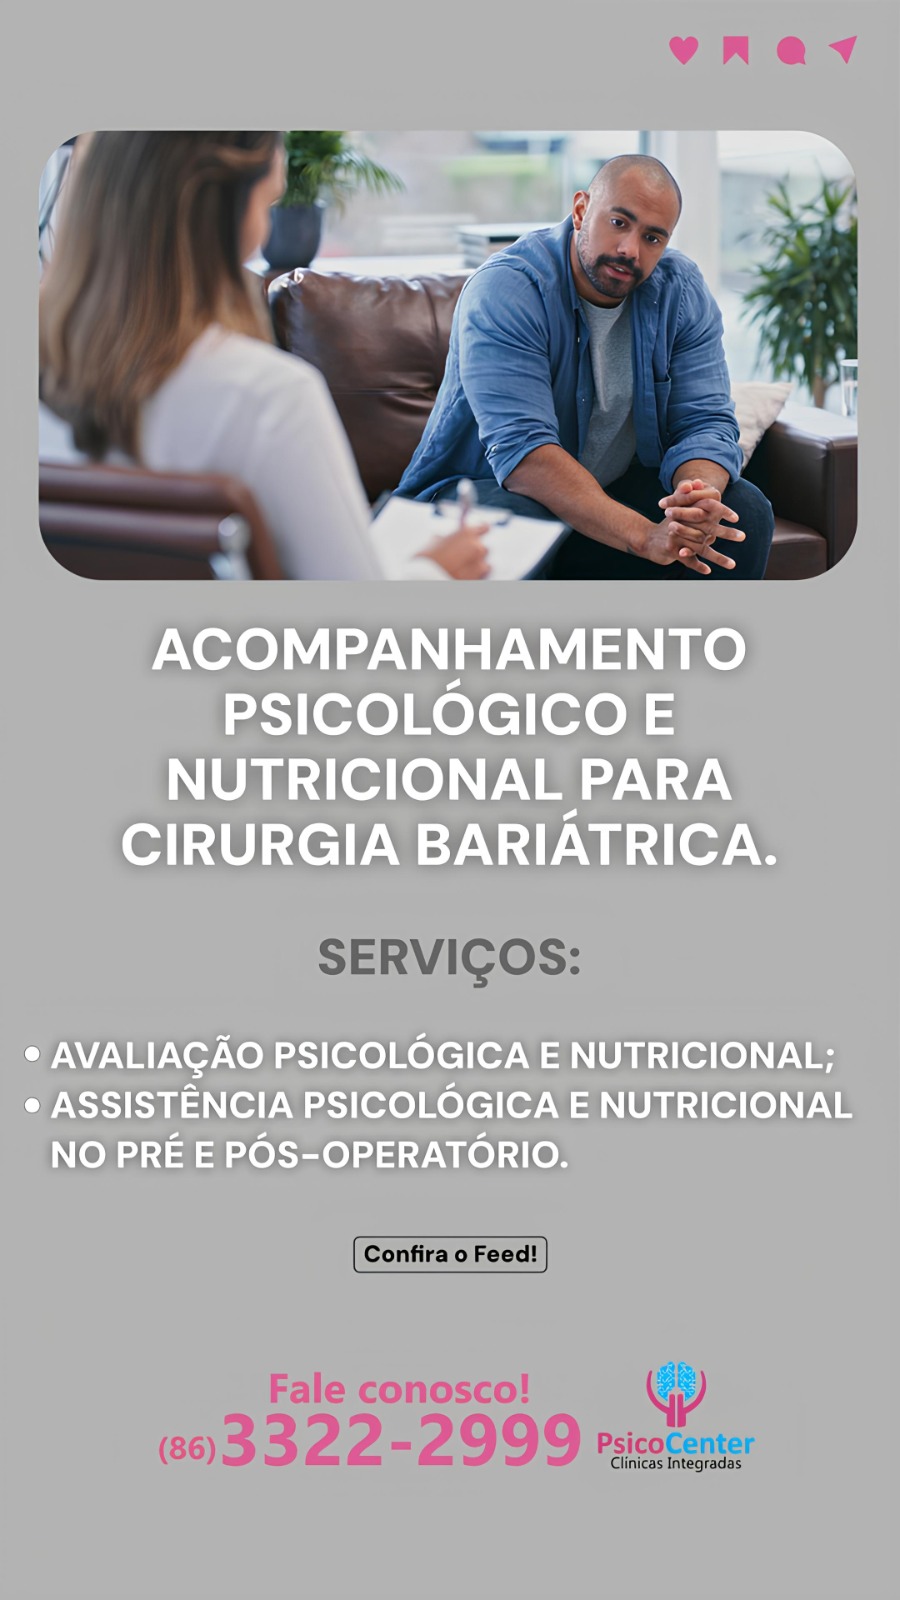 ACOMPANHAMENTO
PSICOLÓGICO E
NUTRICIONAL PARA
CIRURGIA BARIÁTRICA.
SERVIÇOS:
• AVALIAÇÃO PSICOLÓGICA E NUTRICIONAL;
• ASSISTÊNCIA PSICOLÓGICA E NUTRICIONAL
NO PRÉ E PÓS-OPERATÓRIO.
Confira o Feed!
Fale conosco!
(86) 3322-2999
PsicoCenter
Clínicas Integradas